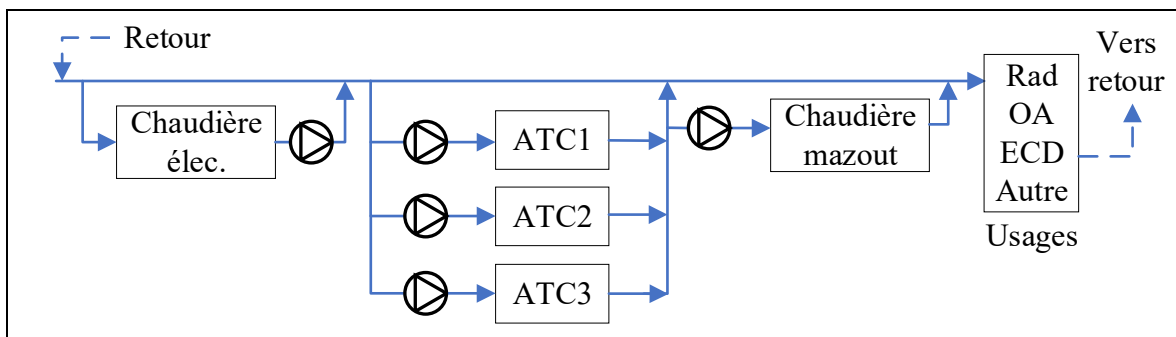 Retour
Vers
retour
Chaudière
élec.
ATC1
ATC2
ATC3
Chaudière
mazout
Rad
OA
ECD
Autre
Usages